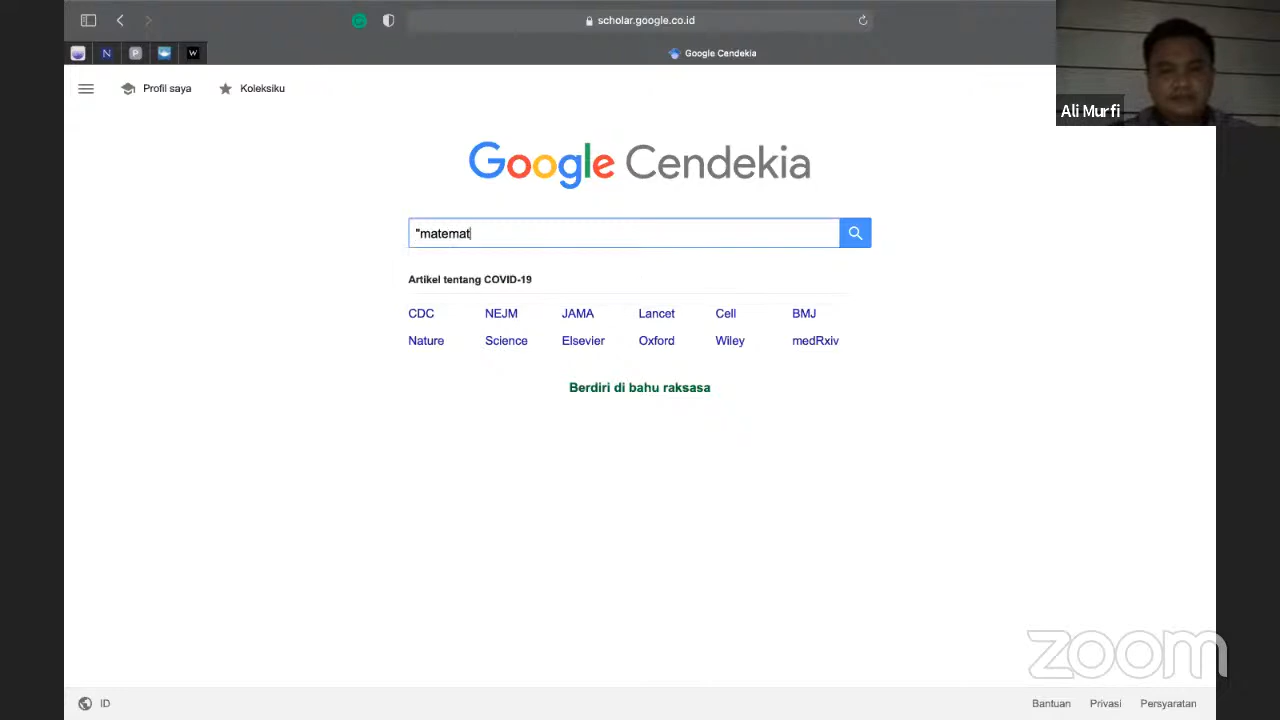 scholar.google.co.id
N
P
W
Google Cendekia
Ali Murfi
Profil saya
Koleksiku
Google Cendekia
"matemat
Artikel tentang COVID-19
CDC NEJM JAMA Lancet Cell BMJ
Nature Science Elsevier Oxford Wiley medRxiv
Berdiri di bahu raksasa
zoom
ID
Bantuan Privasi Persyaratan